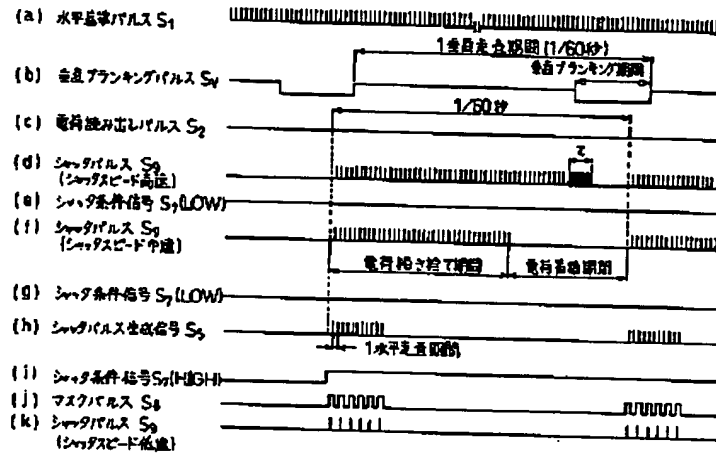 (a) 水平基準パルス S1
1垂直走査期間(1/60秒)
(b) 垂直ブランキングパルス SV
垂直ブランキング期間
1/60秒
(c) 電荷読み出しパルス S2
(d) シャッタパルス S9
(シャッタスピード高速)
τ
(e) シャッタ条件信号 S7(LOW)
(f) シャッタパルス S9
(シャッタスピード中速)
電荷掃き捨て期間
電荷蓄積期間
(g) シャッタ条件信号 S7(LOW)
(h) シャッタパルス生成信号 S5
1水平走査期間
(i) シャッタ条件信号S7(HIGH)
(j) マスクパルス S8
(k) シャッタパルス S9
(シャッタスピード低速)